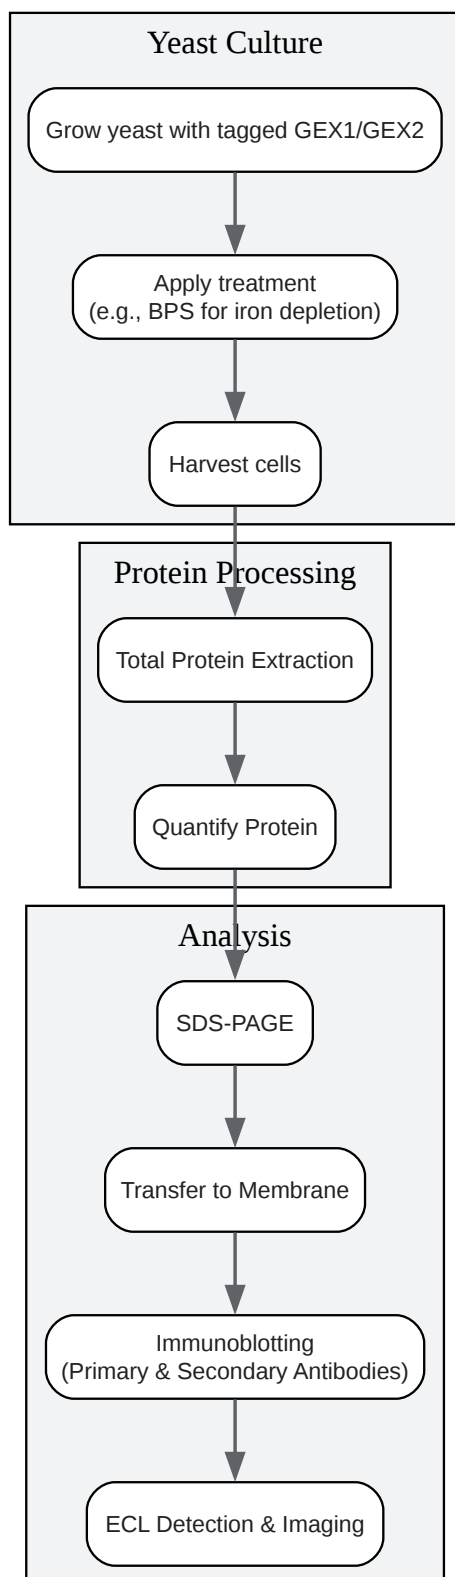 Yeast Culture
Grow yeast with tagged GEX1/GEX2
Apply treatment
(e.g., BPS for iron depletion)
Harvest cells
Protein Processing
Total Protein Extraction
Quantify Protein
Analysis
SDS-PAGE
Transfer to Membrane
Immunoblotting
(Primary & Secondary Antibodies)
ECL Detection & Imaging